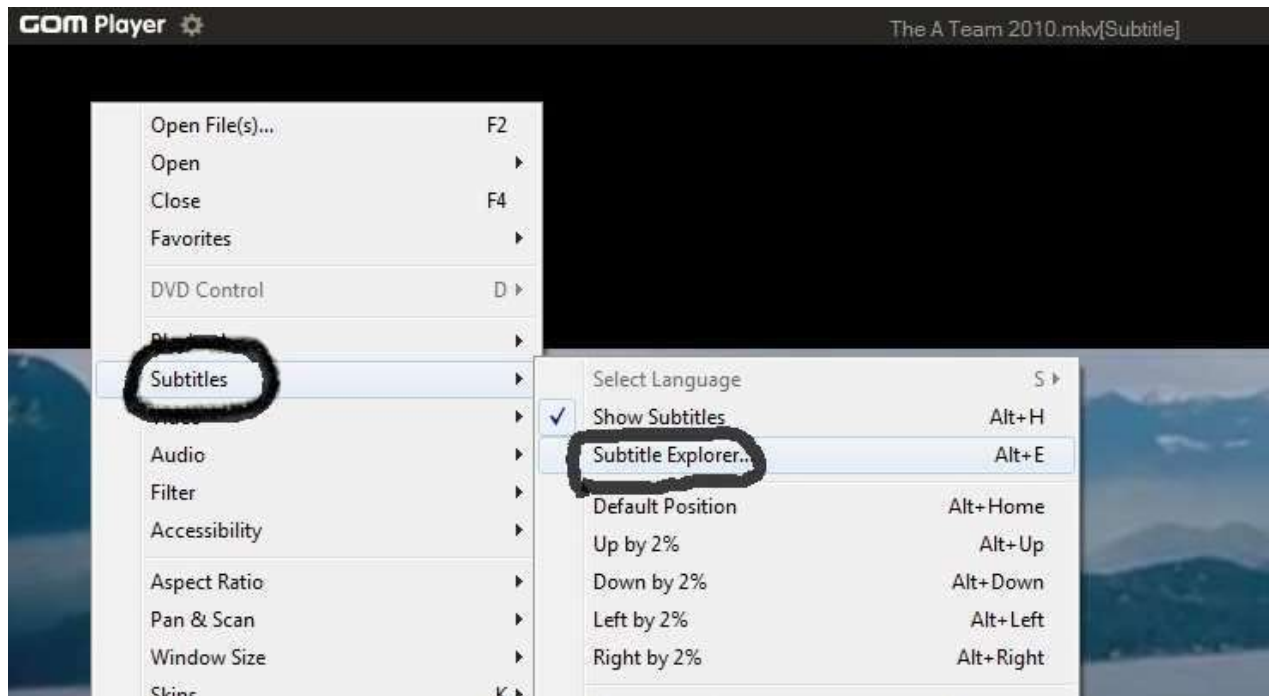 GOM Player
The A Team 2010.mkv[Subtitle]
Open File(s)... F2
Open
Close F4
Favorites
DVD Control D
Subtitles
Audio
Filter
Accessibility
Aspect Ratio
Pan & Scan
Window Size
Skins K
Select Language S
Show Subtitles Alt+H
Subtitle Explorer... Alt+E
Default Position Alt+Home
Up by 2% Alt+Up
Down by 2% Alt+Down
Left by 2% Alt+Left
Right by 2% Alt+Right